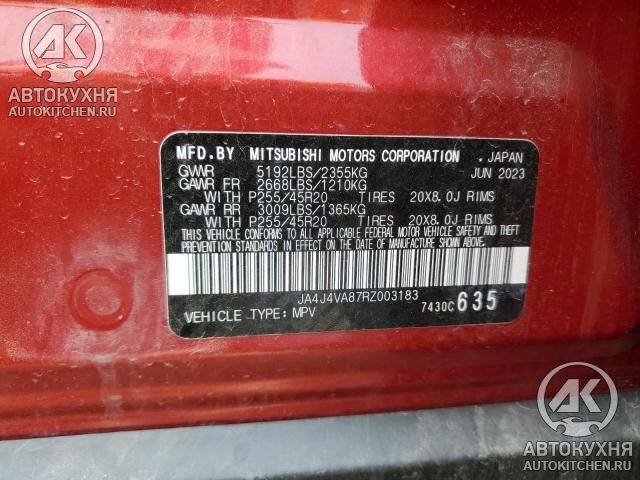 АК
АВТОКУХНЯ
AUTOKITCHEN.RU
MFD.BY MITSUBISHI MOTORS CORPORATION . JAPAN
GVWR 5192LBS/2355KG JUN 2023
GAWR FR 2668LBS/1210KG
WITH P255/45R20 TIRES 20X8.0J RIMS
GAWR RR 3009LBS/1365KG
WITH P255/45R20 TIRES 20X8.0J RIMS
THIS VEHICLE CONFORMS TO ALL APPLICABLE FEDERAL MOTOR VEHICLE SAFETY AND THEFT
PREVENTION STANDARDS IN EFFECT ON THE DATE OF MANUFACTURE SHOWN ABOVE.
JA4J4VA87RZ003183
VEHICLE TYPE: MPV 7430C 635
АК
АВТОКУХНЯ
AUTOKITCHEN.RU